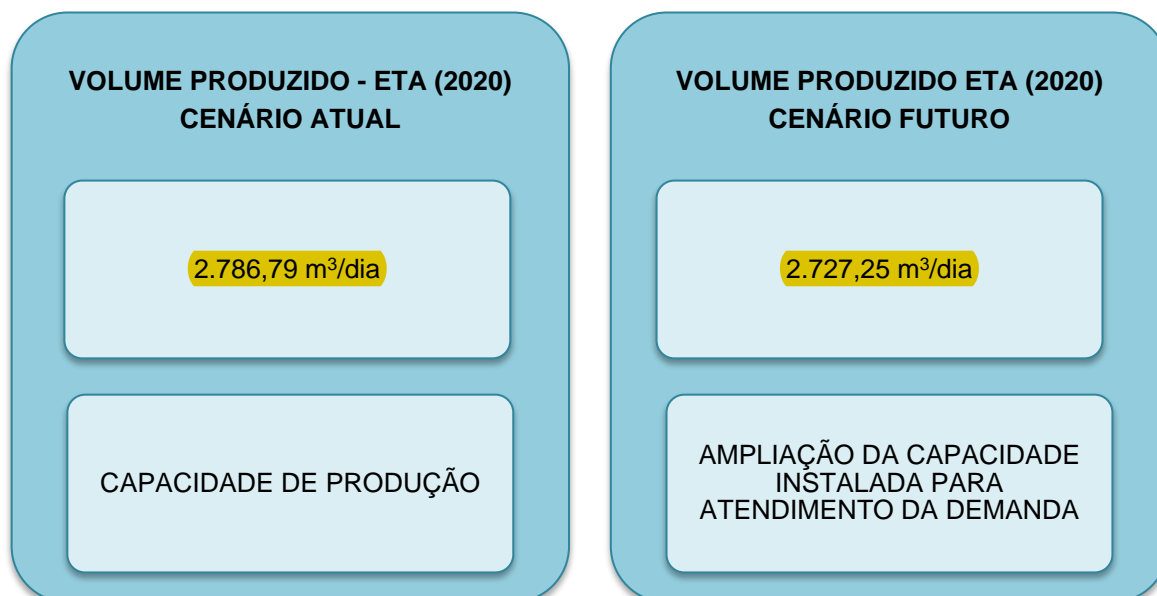 VOLUME PRODUZIDO - ETA (2020)
CENÁRIO ATUAL
2.786,79 m³/dia
CAPACIDADE DE PRODUÇÃO
VOLUME PRODUZIDO ETA (2020)
CENÁRIO FUTURO
2.727,25 m³/dia
AMPLIAÇÃO DA CAPACIDADE
INSTALADA PARA
ATENDIMENTO DA DEMANDA